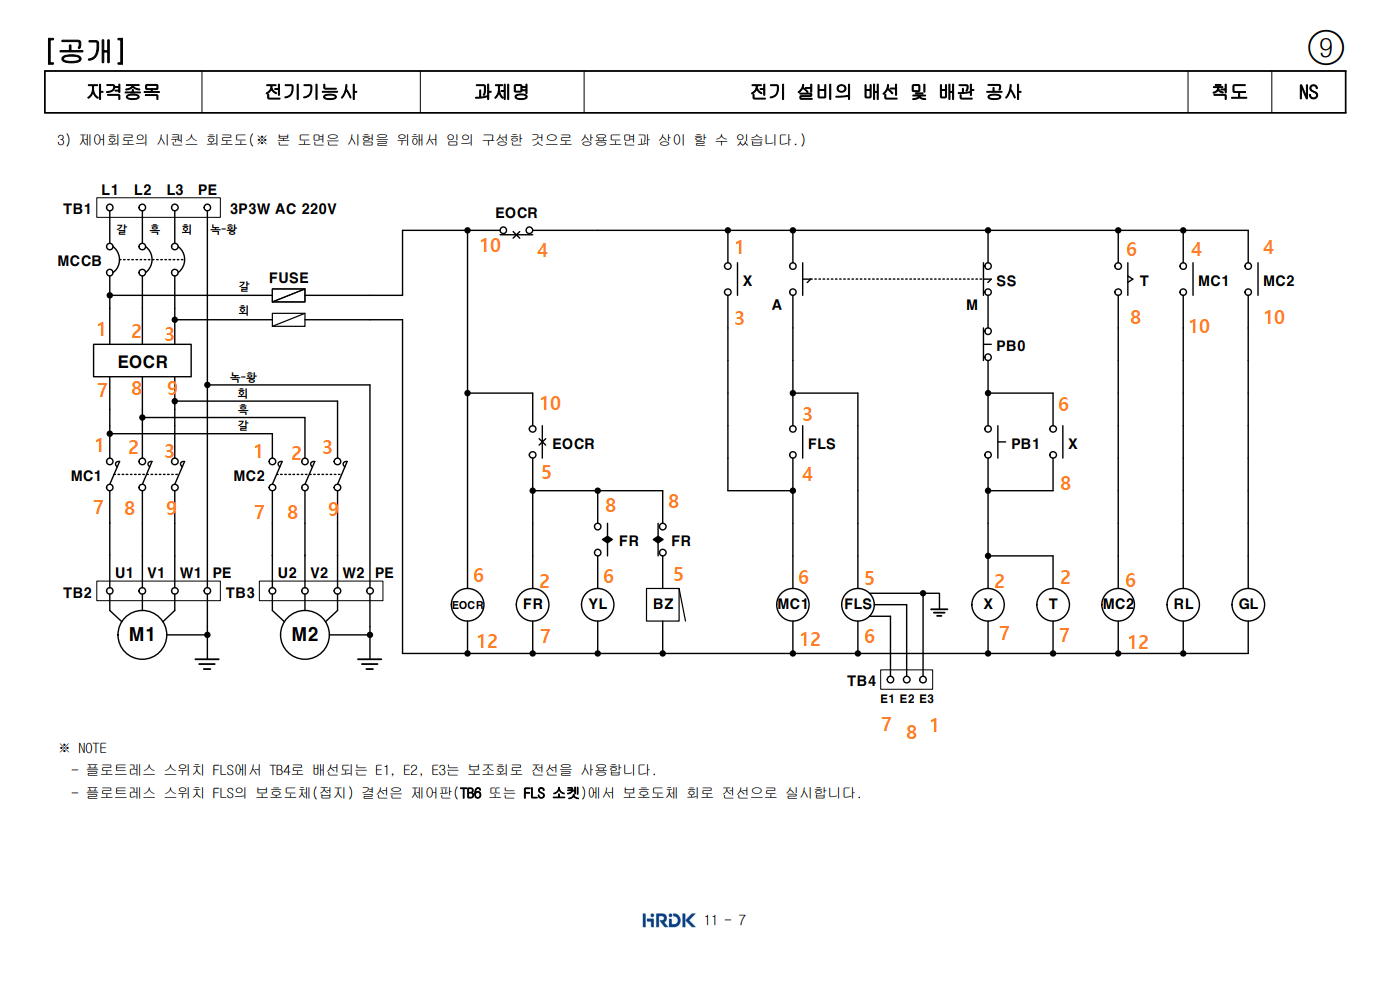 [공개]
⑨
자격종목 전기기능사 과제명 전기 설비의 배선 및 배관 공사 척도 NS
3) 제어회로의 시퀀스 회로도(※ 본 도면은 시험을 위해서 임의 구성한 것으로 상용도면과 상이 할 수 있습니다.)
L1 L2 L3 PE
TB1 3P3W AC 220V
갈 흑 회 녹-황
MCCB
FUSE
갈
회
1 2 3
EOCR
7 8 9
녹-황
회
흑
갈
1 2 3 1 2 3
MC1 MC2
7 8 9 7 8 9
U1 V1 W1 PE U2 V2 W2 PE
TB2 TB3
M1 M2
EOCR
10 4
1 6 4 4
X SS T MC1 MC2
A M
3 8 10 10
PB0
10 3 6
EOCR FLS PB1 X
5 4 8
8 8
FR FR
6 2 6 5 6 5 2 2 6
EOCR FR YL BZ MC1 FLS X T MC2 RL GL
12 7 12 6 7 7 12
TB4
E1 E2 E3
7 8 1
※ NOTE
- 플로트레스 스위치 FLS에서 TB4로 배선되는 E1, E2, E3는 보조회로 전선을 사용합니다.
- 플로트레스 스위치 FLS의 보호도체(접지) 결선은 제어판(TB6 또는 FLS 소켓)에서 보호도체 회로 전선으로 실시합니다.
HRDK 11 - 7